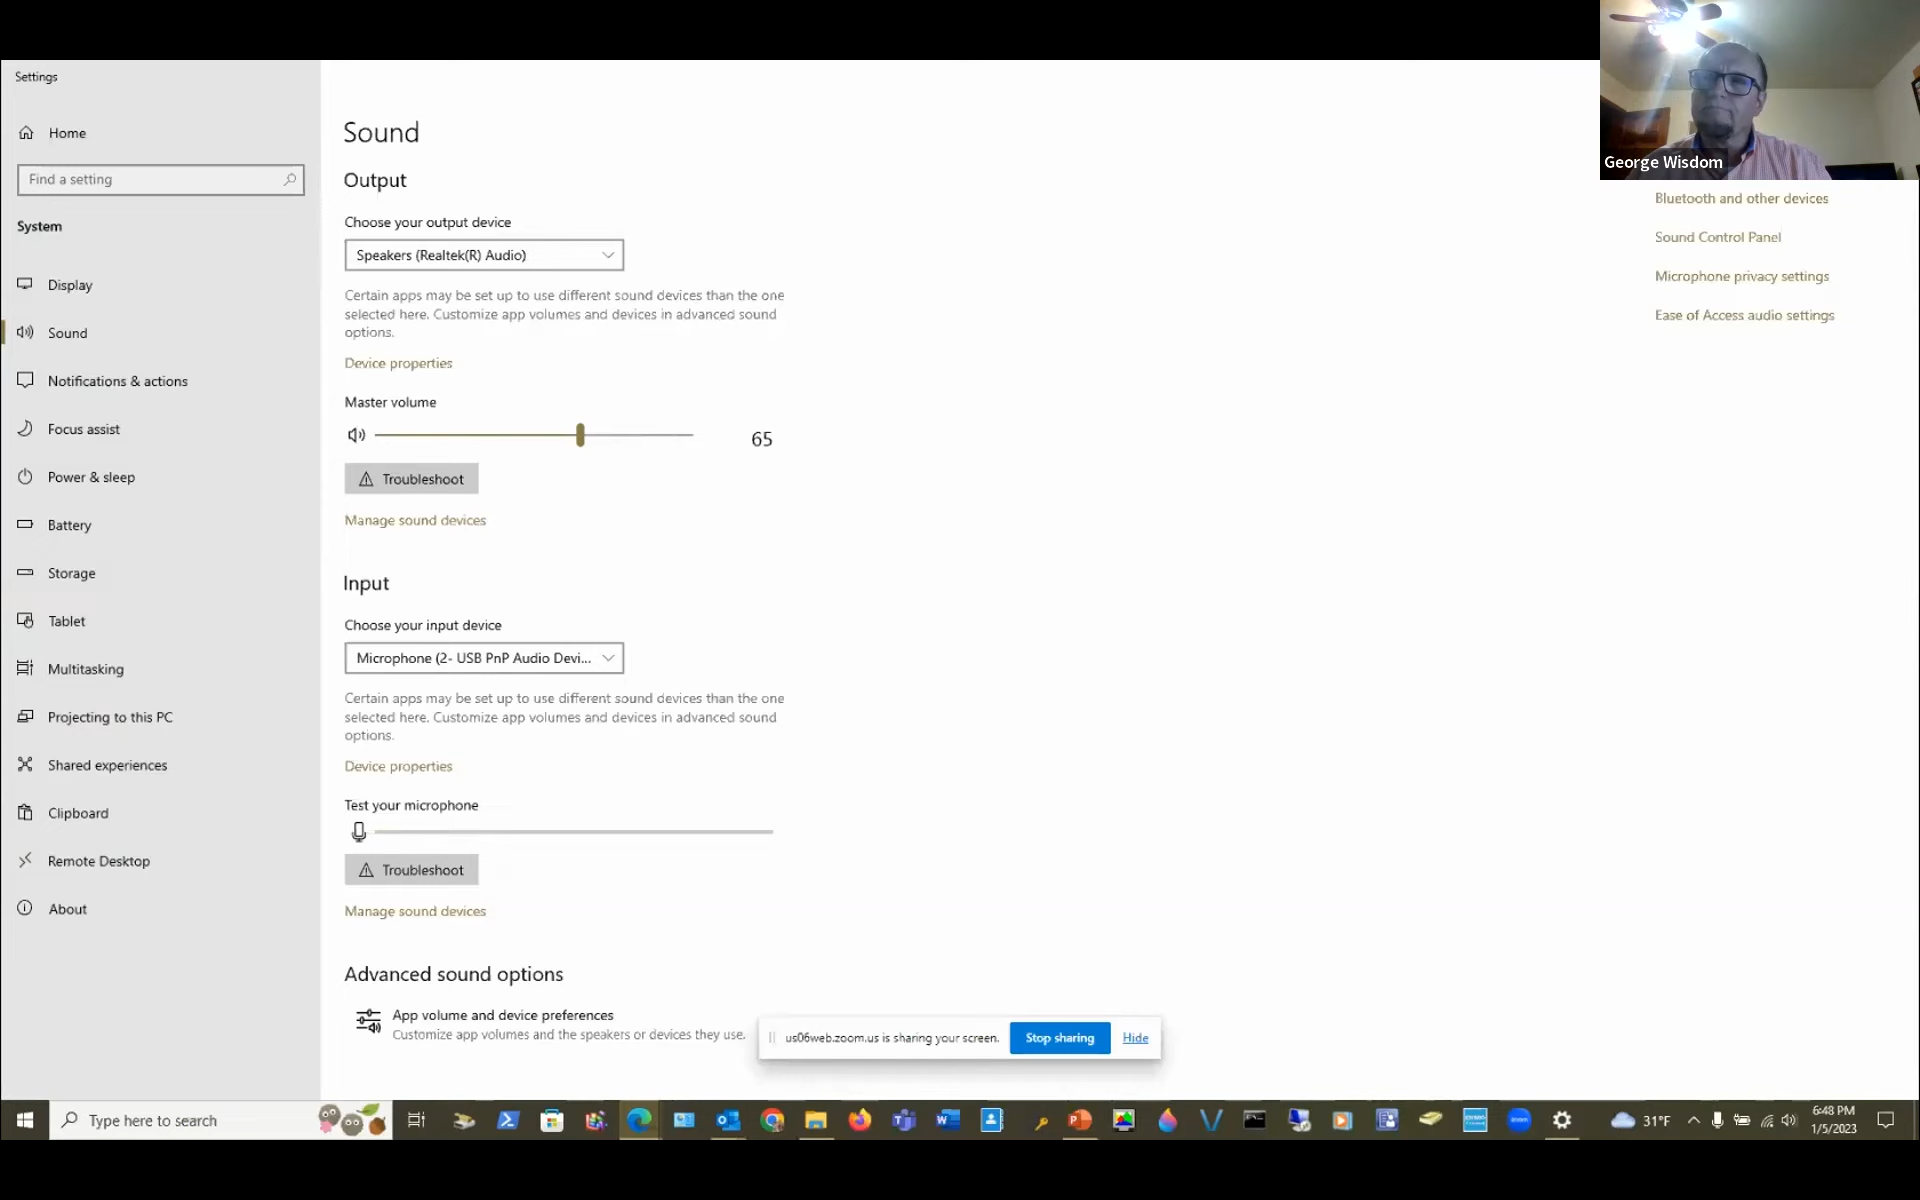 Settings
Home
Find a setting
System
Display
Sound
Notifications & actions
Focus assist
Power & sleep
Battery
Storage
Tablet
Multitasking
Projecting to this PC
Shared experiences
Clipboard
Remote Desktop
About
Sound
Output
Choose your output device
Speakers (Realtek(R) Audio)
Certain apps may be set up to use different sound devices than the one
selected here. Customize app volumes and devices in advanced sound
options.
Device properties
Master volume
65
Troubleshoot
Manage sound devices
Input
Choose your input device
Microphone (2- USB PnP Audio Devi...
Certain apps may be set up to use different sound devices than the one
selected here. Customize app volumes and devices in advanced sound
options.
Device properties
Test your microphone
Troubleshoot
Manage sound devices
Advanced sound options
App volume and device preferences
Customize app volumes and the speakers or devices they use.
George Wisdom
Bluetooth and other devices
Sound Control Panel
Microphone privacy settings
Ease of Access audio settings
us06web.zoom.us is sharing your screen.
Stop sharing
Hide
Type here to search
31°F
6:48 PM
1/5/2023